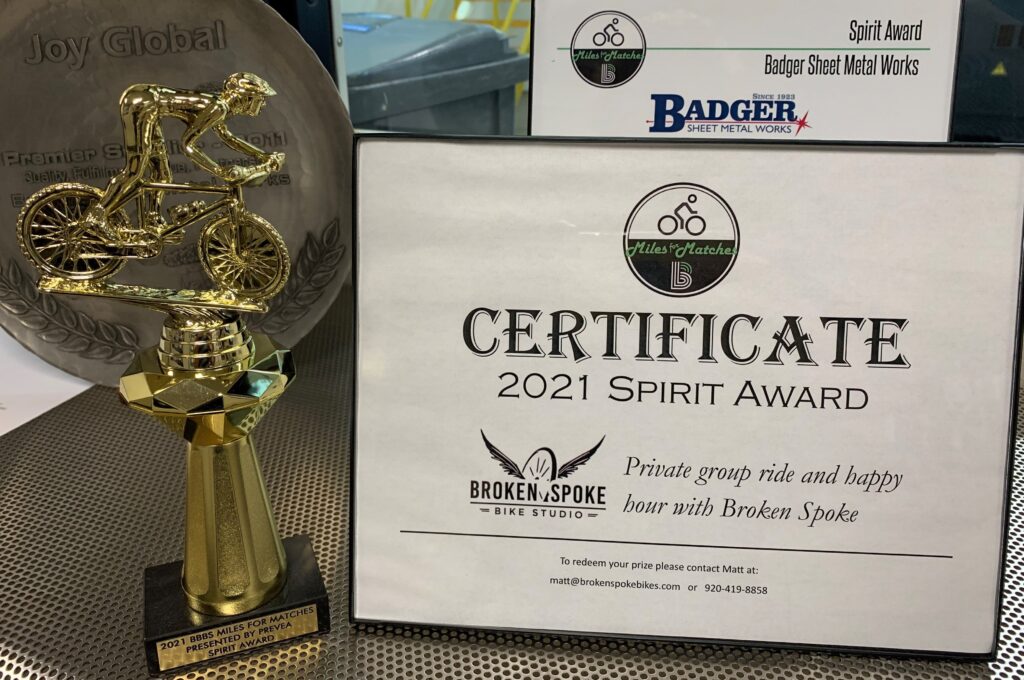 Joy Global
Premier
2011
Quality,
Miles for Matches
B
Spirit Award
Badger Sheet Metal Works
SINCE 1923
BADGER
SHEET METAL WORKS
Miles for Matches
B
CERTIFICATE
2021 SPIRIT AWARD
BROKEN SPOKE
BIKE STUDIO
Private group ride and happy
hour with Broken Spoke
To redeem your prize please contact Matt at:
matt@brokenspokebikes.com or 920-419-8858
2021 BBBS MILES FOR MATCHES
PRESENTED BY PREVEA
SPIRIT AWARD